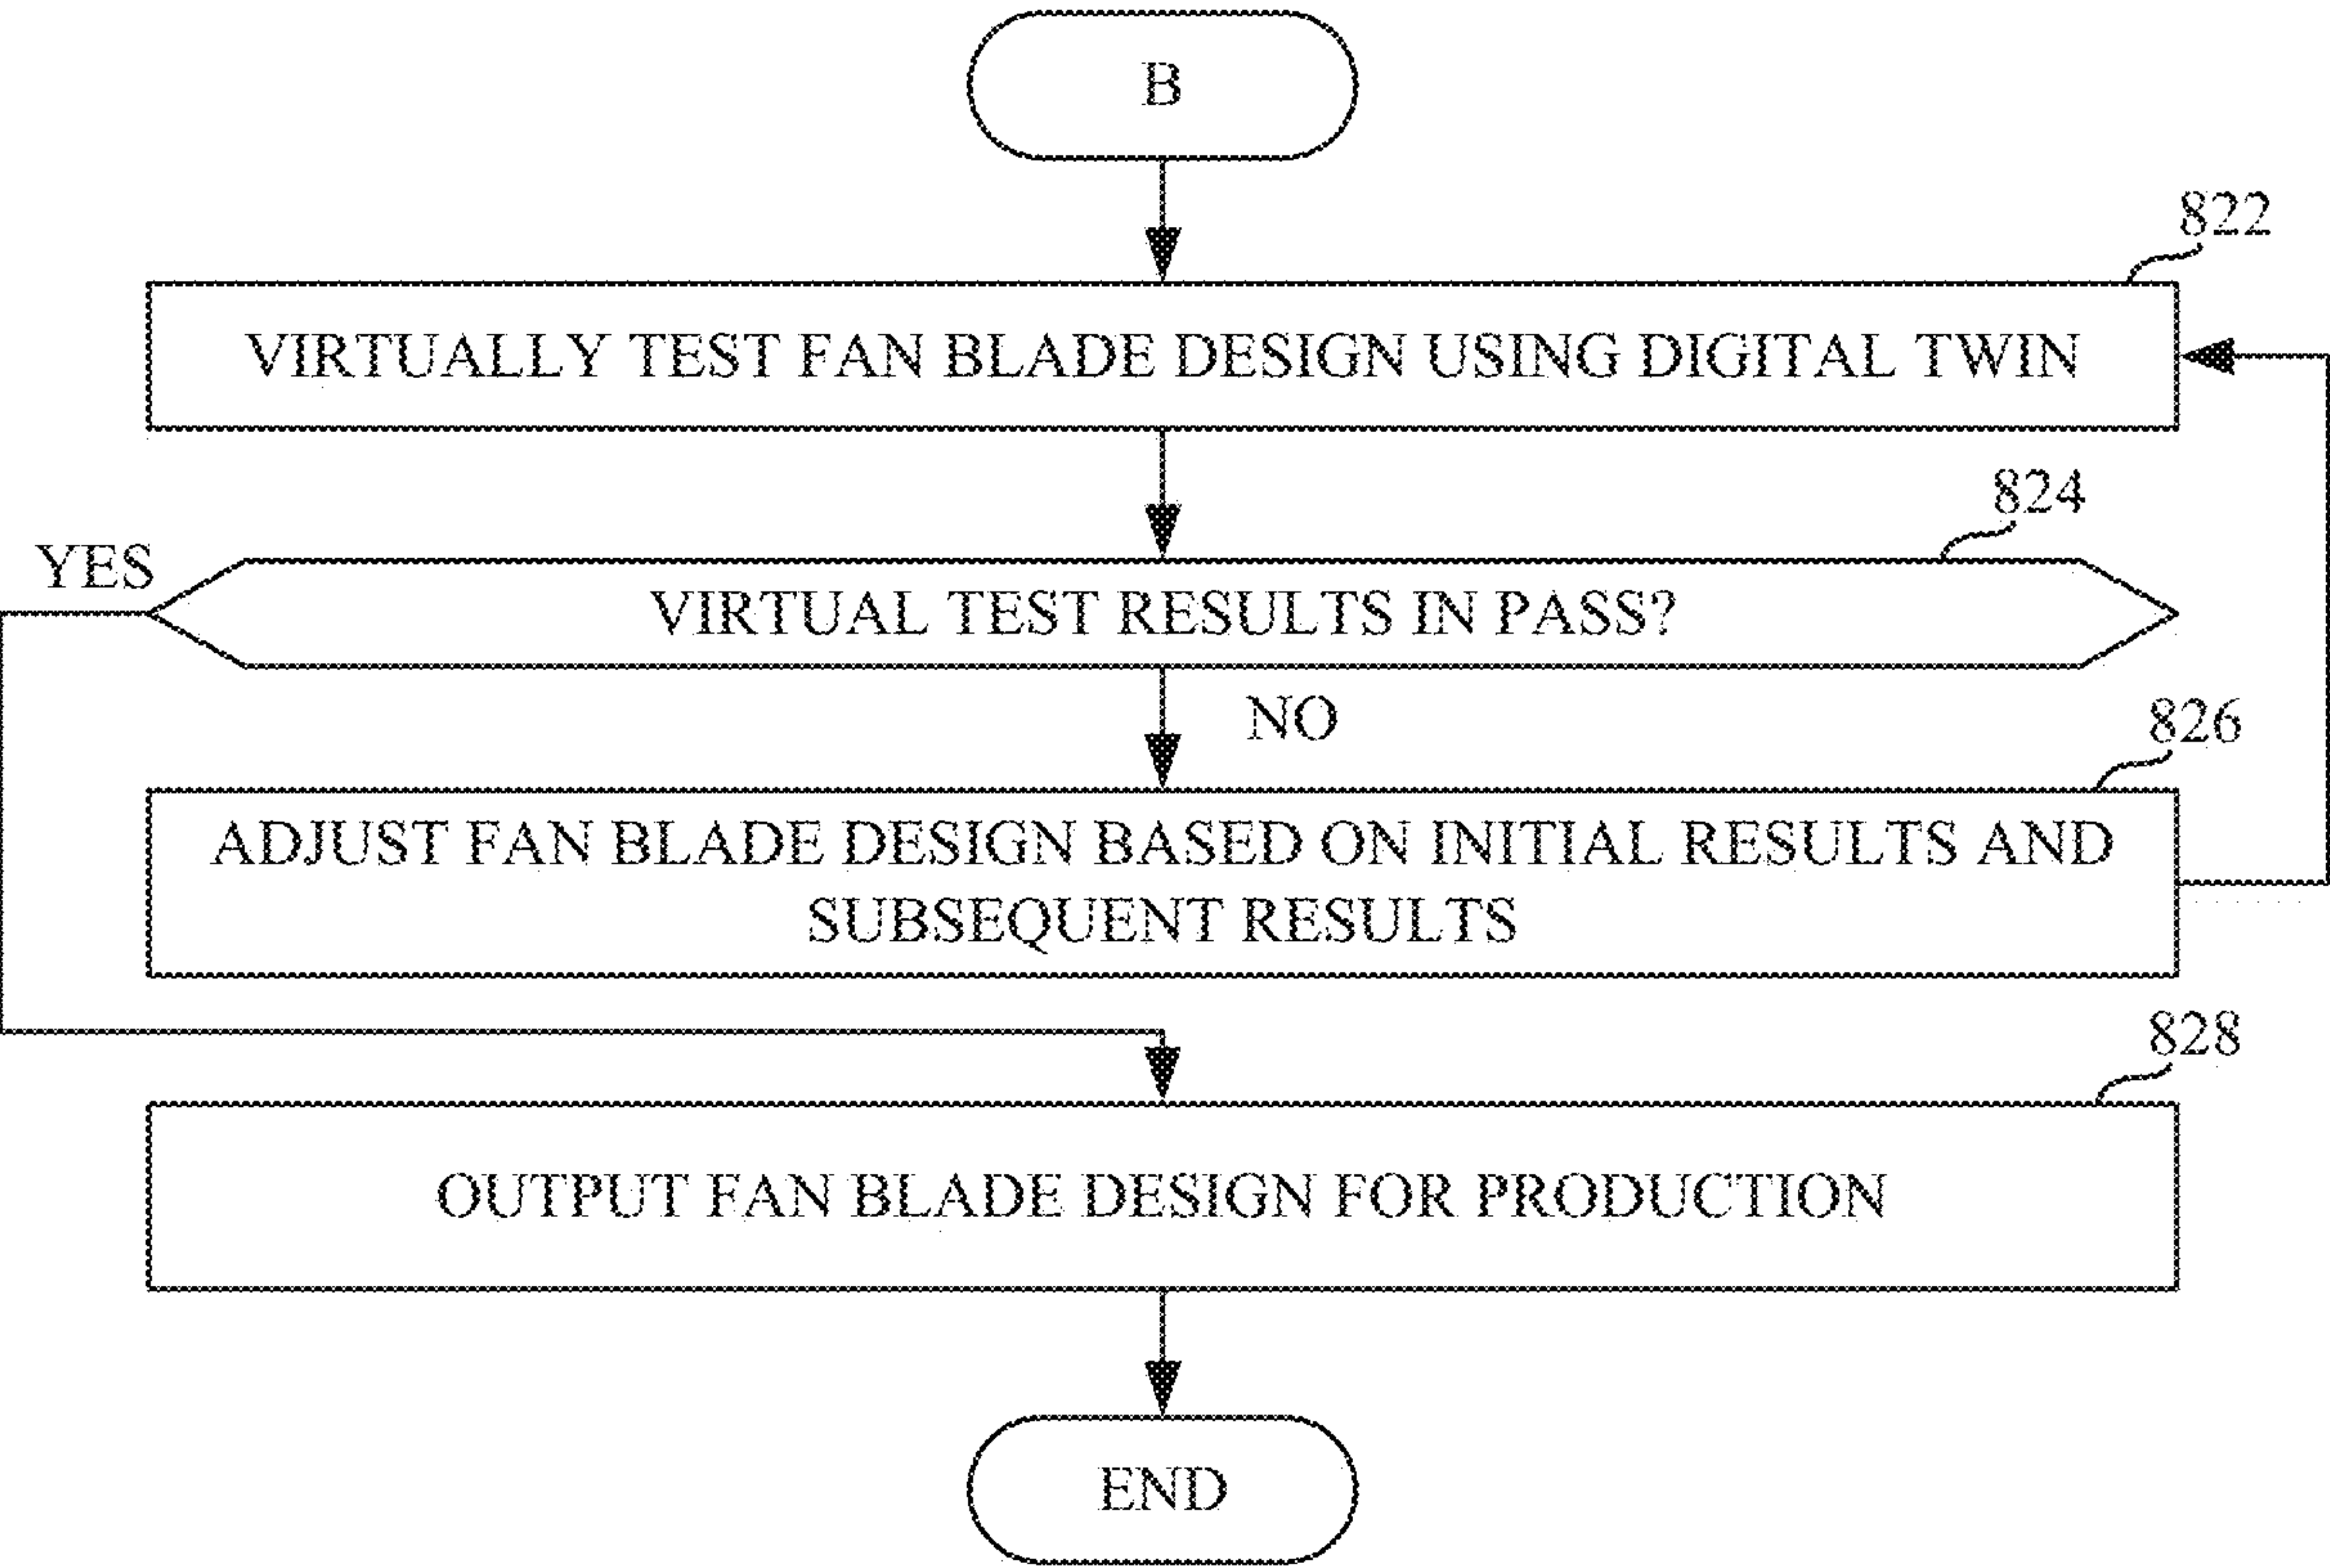 B
822
VIRTUALLY TEST FAN BLADE DESIGN USING DIGITAL TWIN
824
YES
VIRTUAL TEST RESULTS IN PASS?
NO
826
ADJUST FAN BLADE DESIGN BASED ON INITIAL RESULTS AND
SUBSEQUENT RESULTS
828
OUTPUT FAN BLADE DESIGN FOR PRODUCTION
END